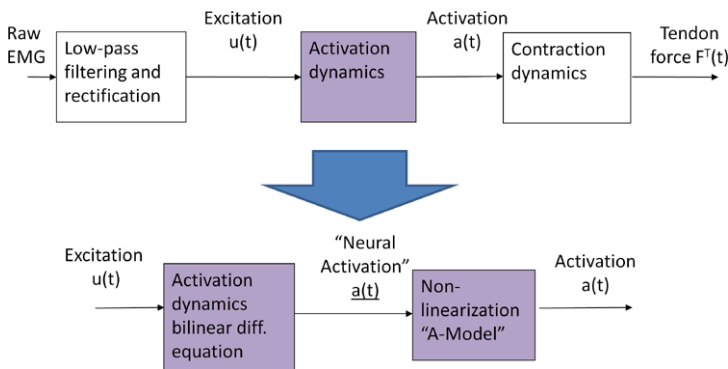 Raw
EMG
Low-pass
filtering and
rectification
Excitation
u(t)
Activation
dynamics
Activation
a(t)
Contraction
dynamics
Tendon
force Fᵀ(t)
Excitation
u(t)
Activation
dynamics
bilinear diff.
equation
“Neural
Activation”
a(t)
Non-
linearization
“A-Model”
Activation
a(t)